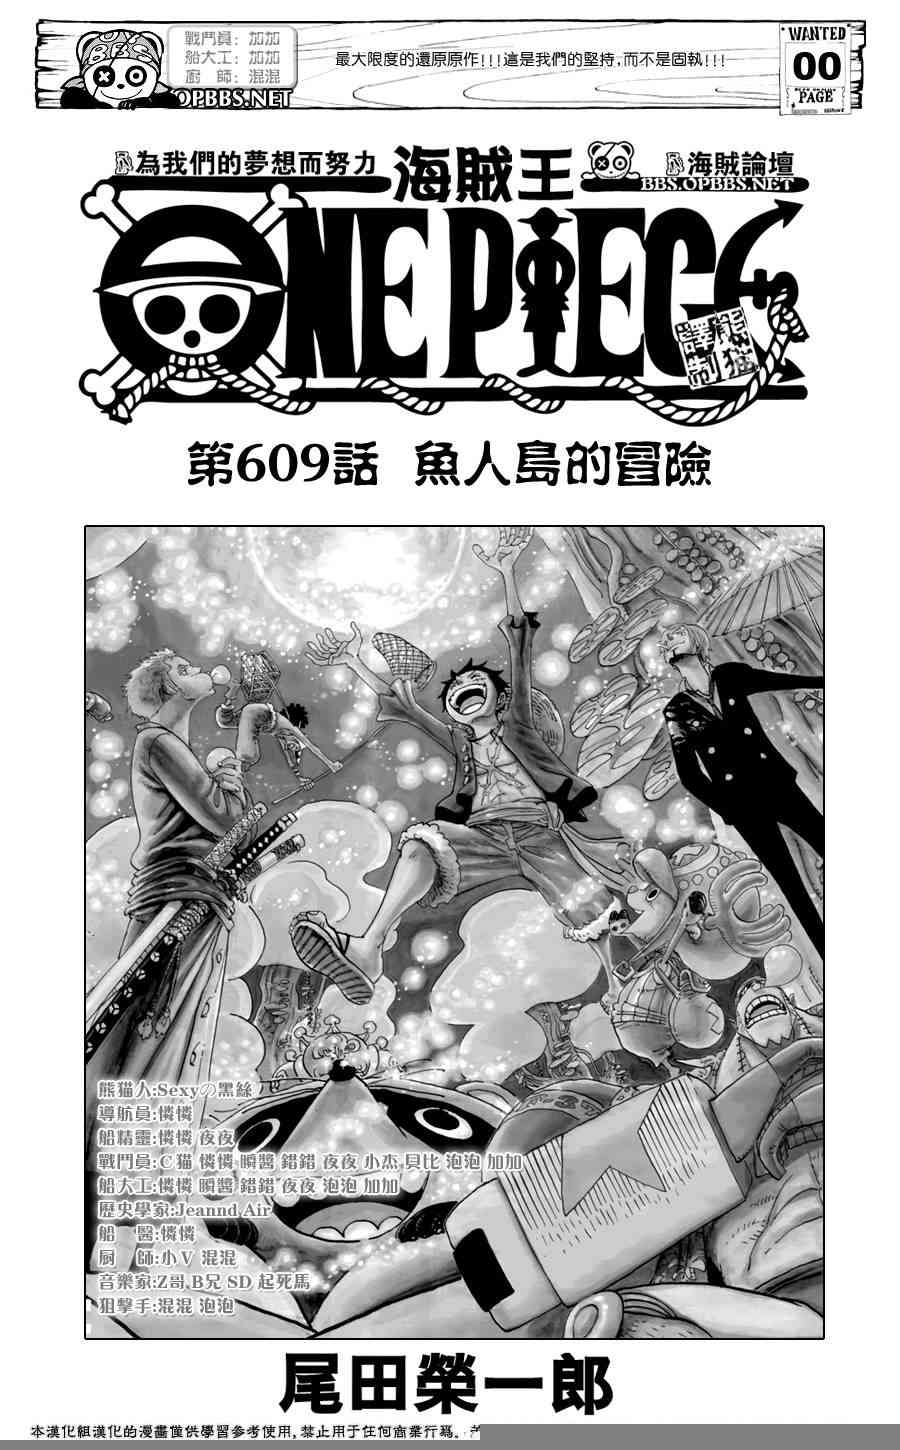 戰鬥員: 加加
船大工: 加加
廚 師: 混混
OPBBS.NET
BBS
最大限度的還原原作!!!這是我們的堅持,而不是固執!!!
WANTED
00
PAGE
為我們的夢想而努力
海賊王
海賊論壇
BBS.OPBBS.NET
ONE PIECE
熊猫譯制
第609話 魚人島的冒險
熊猫人:Sexyの黑絲
導航員:憐憐
船精靈:憐憐 夜夜
戰鬥員:C猫 憐憐 瞬醬 錯錯 夜夜 小杰 貝比 泡泡 加加
船大工:憐憐 瞬醬 錯錯 夜夜 泡泡 加加
歷史學家:Jeannd,Air
船 醫:憐憐
厨 師:小V 混混
音樂家:Z哥 B兄 SD 起死馬
狙擊手:混混 泡泡
尾田榮一郎
本漢化組漢化的漫畫僅供學習参考使用,禁止用于任何商業行爲。